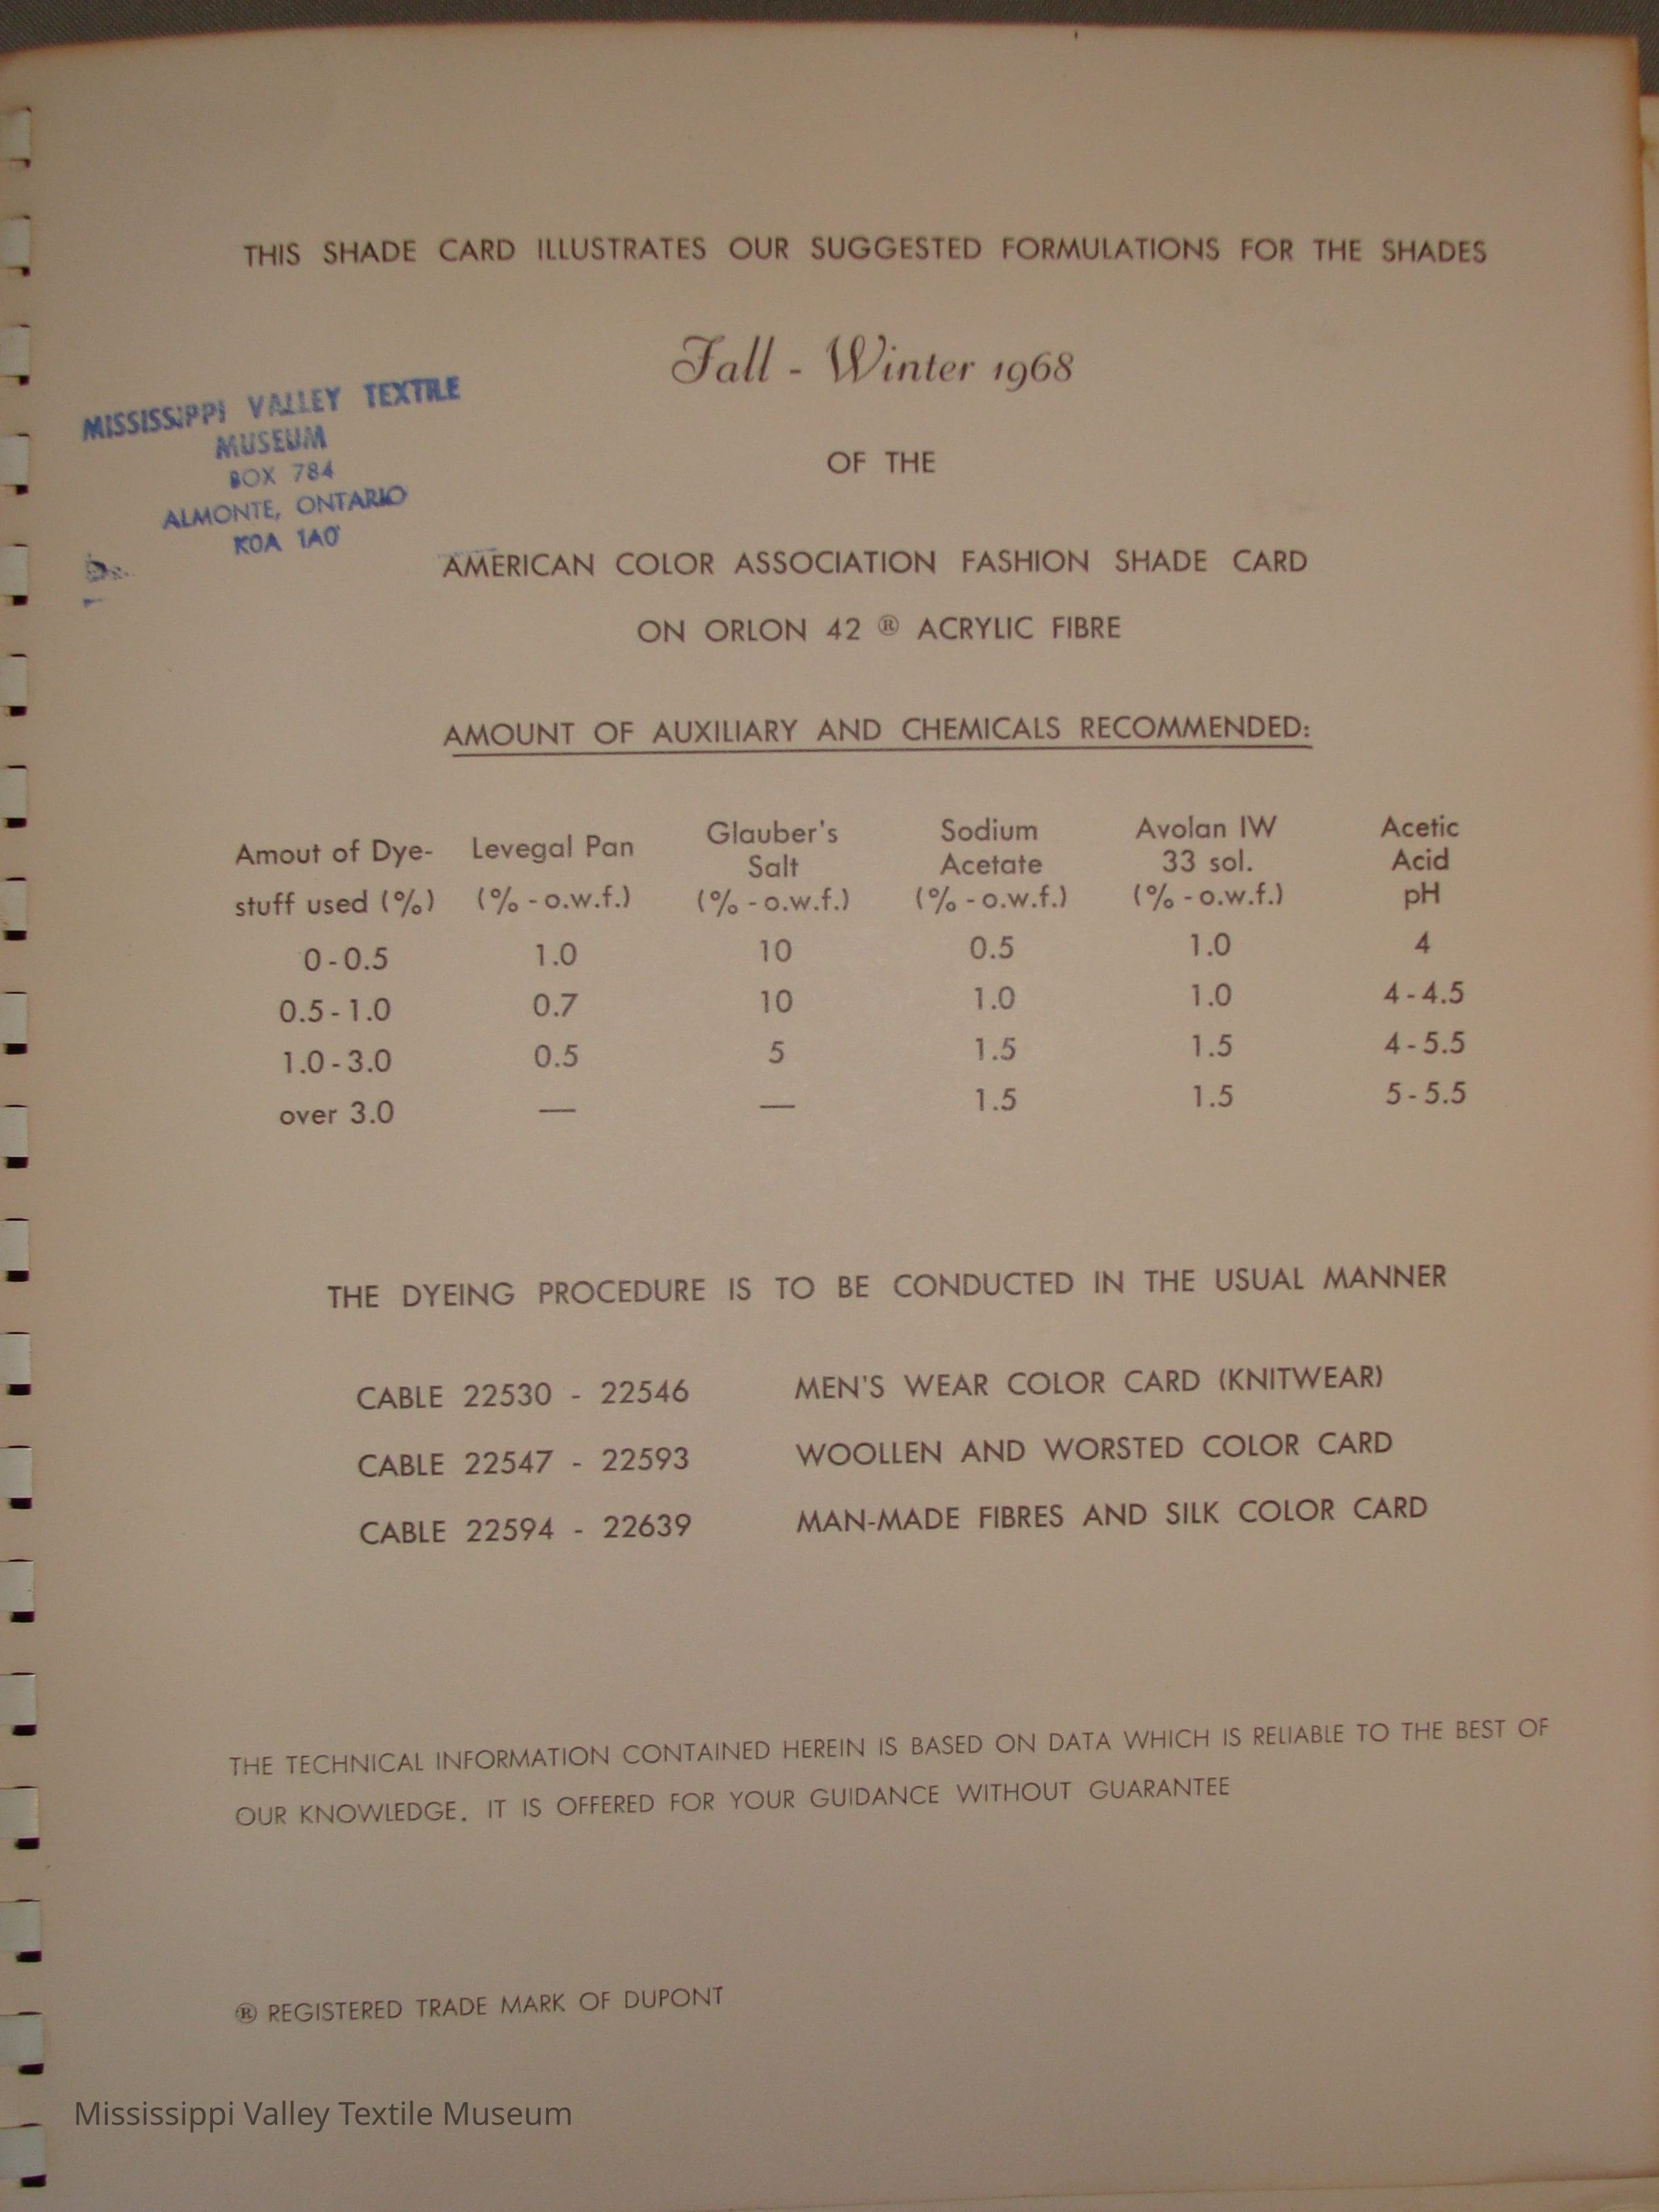 THIS SHADE CARD ILLUSTRATES OUR SUGGESTED FORMULATIONS FOR THE SHADES
Fall - Winter 1968
MISSISSIPPI VALLEY TEXTILE
MUSEUM
BOX 784
ALMONTE, ONTARIO
K0A 1A0
OF THE
AMERICAN COLOR ASSOCIATION FASHION SHADE CARD
ON ORLON 42 ® ACRYLIC FIBRE
AMOUNT OF AUXILIARY AND CHEMICALS RECOMMENDED:
Amout of Dye- Levegal Pan Glauber's Sodium Avolan IW Acetic
Salt Acetate 33 sol. Acid
stuff used (%) (% - o.w.f.) (% - o.w.f.) (% - o.w.f.) (% - o.w.f.) pH
0 - 0.5 1.0 10 0.5 1.0 4
0.5 - 1.0 0.7 10 1.0 1.0 4 - 4.5
1.0 - 3.0 0.5 5 1.5 1.5 4 - 5.5
over 3.0 — — 1.5 1.5 5 - 5.5
THE DYEING PROCEDURE IS TO BE CONDUCTED IN THE USUAL MANNER
CABLE 22530 - 22546 MEN'S WEAR COLOR CARD (KNITWEAR)
CABLE 22547 - 22593 WOOLLEN AND WORSTED COLOR CARD
CABLE 22594 - 22639 MAN-MADE FIBRES AND SILK COLOR CARD
THE TECHNICAL INFORMATION CONTAINED HEREIN IS BASED ON DATA WHICH IS RELIABLE TO THE BEST OF
OUR KNOWLEDGE. IT IS OFFERED FOR YOUR GUIDANCE WITHOUT GUARANTEE
® REGISTERED TRADE MARK OF DUPONT
Mississippi Valley Textile Museum